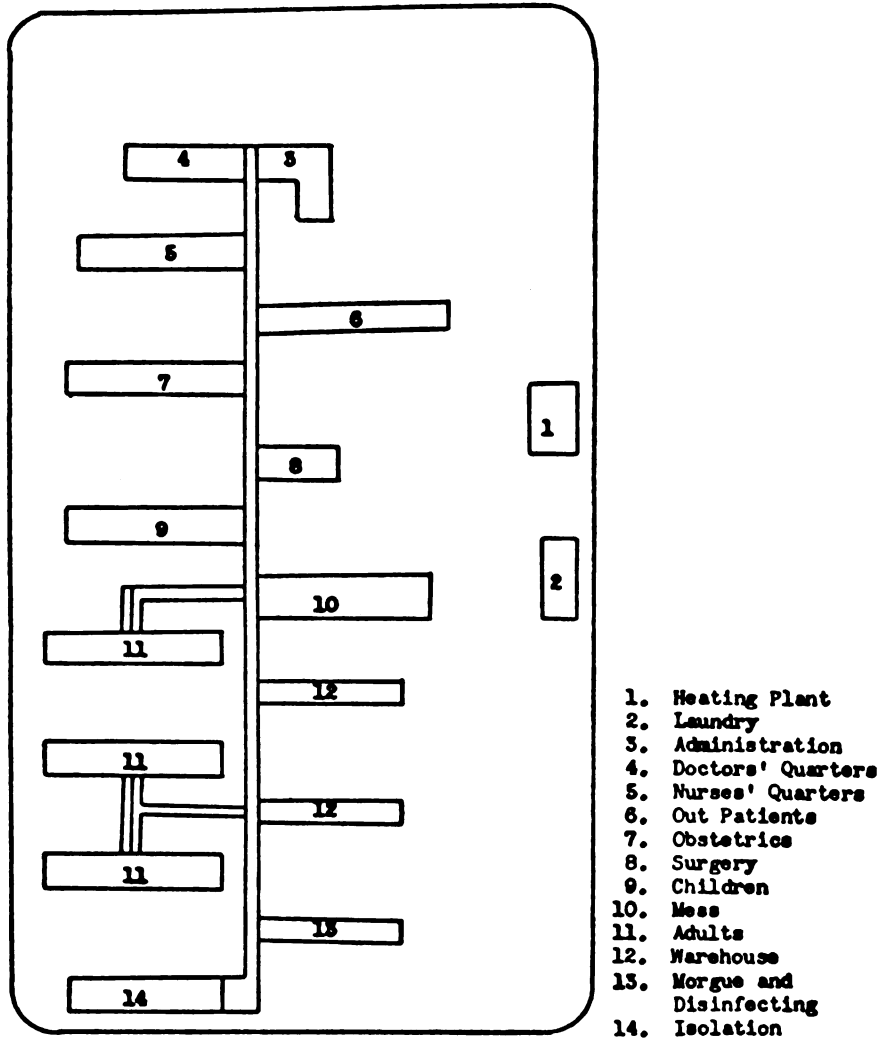 4
3
5
6
7
1
8
9
2
10
11
12
11
12
11
13
14
1. Heating Plant
2. Laundry
3. Administration
4. Doctors' Quarters
5. Nurses' Quarters
6. Out Patients
7. Obstetrics
8. Surgery
9. Children
10. Mess
11. Adults
12. Warehouse
13. Morgue and
Disinfecting
14. Isolation